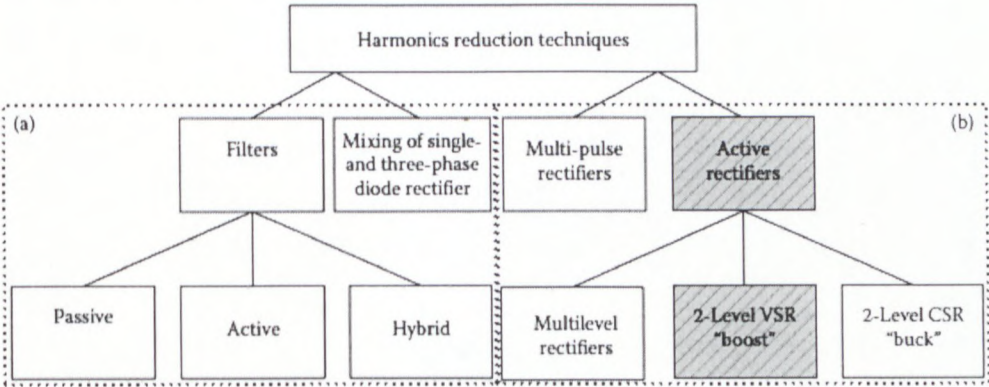 Harmonics reduction techniques
(a)
Filters
Mixing of single-
and three-phase
diode rectifier
Multi-pulse
rectifiers
Active
rectifiers
(b)
Passive
Active
Hybrid
Multilevel
rectifiers
2-Level VSR
"boost"
2-Level CSR
"buck"